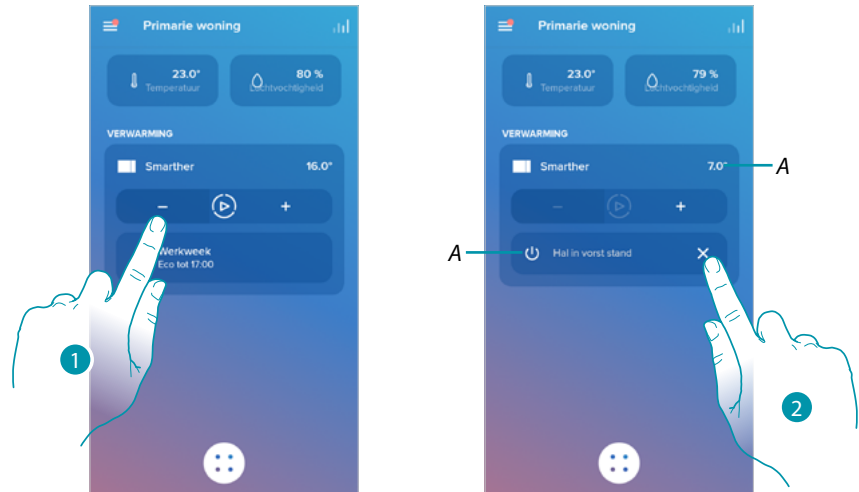 Primarie woning
23.0°
Temperatuur
80 %
Luchtvochtigheid
VERWARMING
Smarther
16.0°
−
+
Werkweek
Eco tot 17:00
1
Primarie woning
23.0°
Temperatuur
79 %
Luchtvochtigheid
VERWARMING
Smarther
7.0°
A
−
+
A
Hal in vorst stand
2